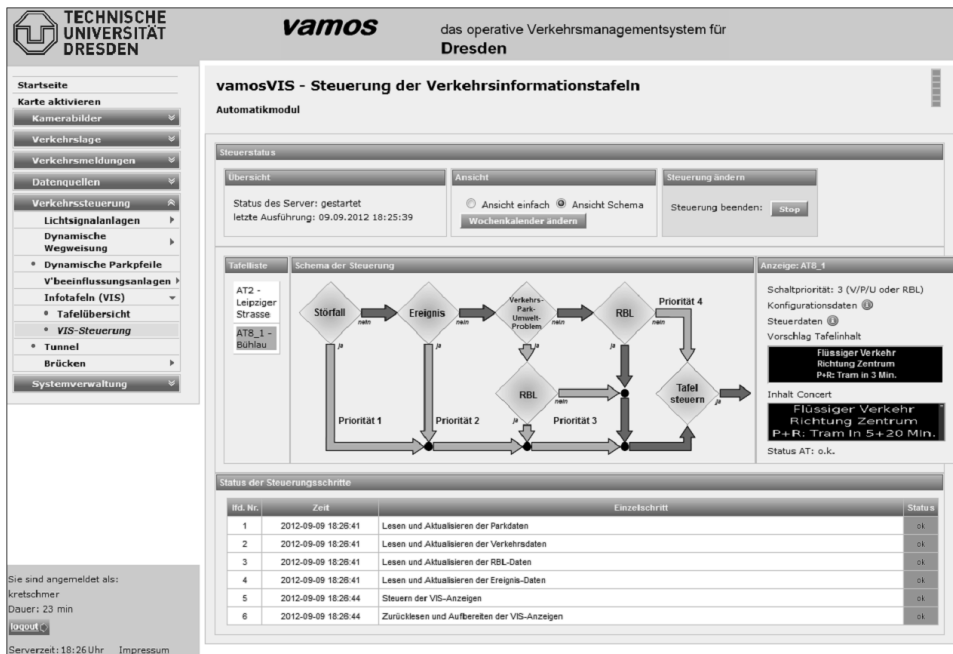 TECHNISCHE
UNIVERSITÄT
DRESDEN
vamos
das operative Verkehrsmanagementsystem für
Dresden
Startseite
Karte aktivieren
Kamerabilder
Verkehrslage
Verkehrsmeldungen
Datenquellen
Verkehrssteuerung
Lichtsignalanlagen
Dynamische
Wegweisung
Dynamische Parkpfeile
V'beeinflussungsanlagen
Infotafeln (VIS)
Tafelübersicht
VIS-Steuerung
Tunnel
Brücken
Systemverwaltung
Sie sind angemeldet als:
kretschmer
Dauer: 23 min
logout
Serverzeit:18:26 Uhr Impressum
vamosVIS - Steuerung der Verkehrsinformationstafeln
Automatikmodul
Steuerstatus
Übersicht
Status des Server: gestartet
letzte Ausführung: 09.09.2012 18:25:39
Ansicht
Ansicht einfach Ansicht Schema
Wochenkalender ändern
Steuerung ändern
Steuerung beenden: Stop
Tafelliste
AT2 -
Leipziger
Strasse
AT8_1 -
Bühlau
Schema der Steuerung
Störfall
nein
ja
Ereignis
nein
ja
Verkehrs-
Park-
Umwelt-
Problem
nein
ja
RBL
nein
ja
Priorität 4
RBL
nein
ja
Tafel
steuern
ja
Priorität 1
Priorität 2
Priorität 3
Anzeige: AT8_1
Schaltpriorität: 3 (V/P/U oder RBL)
Konfigurationsdaten
Steuerdaten
Vorschlag Tafelinhalt
Flüssiger Verkehr
Richtung Zentrum
P+R: Tram in 3 Min.
Inhalt Concert
Flüssiger Verkehr
Richtung Zentrum
P+R: Tram in 5+20 Min.
Status AT: o.k.
Status der Steuerungsschritte
lfd. Nr. Zeit Einzelschritt Status
1 2012-09-09 18:26:41 Lesen und Aktualisieren der Parkdaten ok
2 2012-09-09 18:26:41 Lesen und Aktualisieren der Verkehrsdaten ok
3 2012-09-09 18:26:41 Lesen und Aktualisieren der RBL-Daten ok
4 2012-09-09 18:26:41 Lesen und Aktualisieren der Ereignis-Daten ok
5 2012-09-09 18:26:44 Steuern der VIS-Anzeigen ok
6 2012-09-09 18:26:44 Zurücklesen und Aufbereiten der VIS-Anzeigen ok